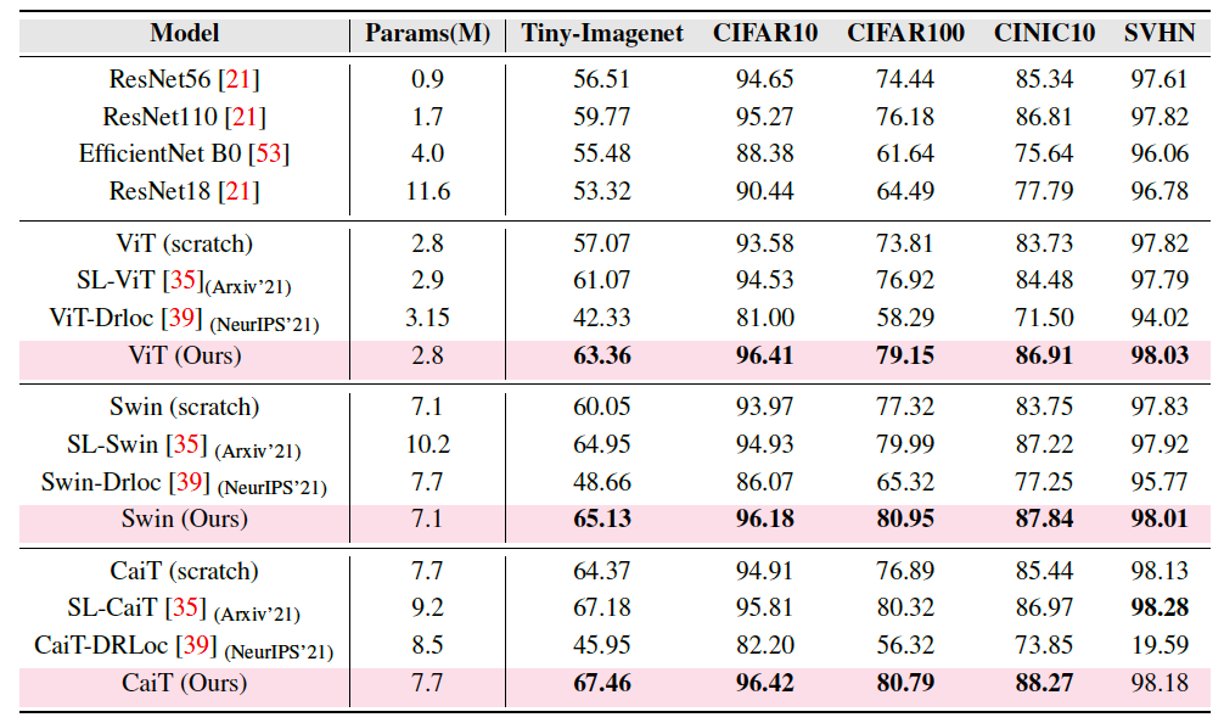 Model Params(M) Tiny-Imagenet CIFAR10 CIFAR100 CINIC10 SVHN
ResNet56 [21] 0.9 56.51 94.65 74.44 85.34 97.61
ResNet110 [21] 1.7 59.77 95.27 76.18 86.81 97.82
EfficientNet B0 [53] 4.0 55.48 88.38 61.64 75.64 96.06
ResNet18 [21] 11.6 53.32 90.44 64.49 77.79 96.78
ViT (scratch) 2.8 57.07 93.58 73.81 83.73 97.82
SL-ViT [35](Arxiv'21) 2.9 61.07 94.53 76.92 84.48 97.79
ViT-Drloc [39] (NeurIPS'21) 3.15 42.33 81.00 58.29 71.50 94.02
ViT (Ours) 2.8 63.36 96.41 79.15 86.91 98.03
Swin (scratch) 7.1 60.05 93.97 77.32 83.75 97.83
SL-Swin [35] (Arxiv'21) 10.2 64.95 94.93 79.99 87.22 97.92
Swin-Drloc [39] (NeurIPS'21) 7.7 48.66 86.07 65.32 77.25 95.77
Swin (Ours) 7.1 65.13 96.18 80.95 87.84 98.01
CaiT (scratch) 7.7 64.37 94.91 76.89 85.44 98.13
SL-CaiT [35] (Arxiv'21) 9.2 67.18 95.81 80.32 86.97 98.28
CaiT-DRLoc [39] (NeurIPS'21) 8.5 45.95 82.20 56.32 73.85 19.59
CaiT (Ours) 7.7 67.46 96.42 80.79 88.27 98.18